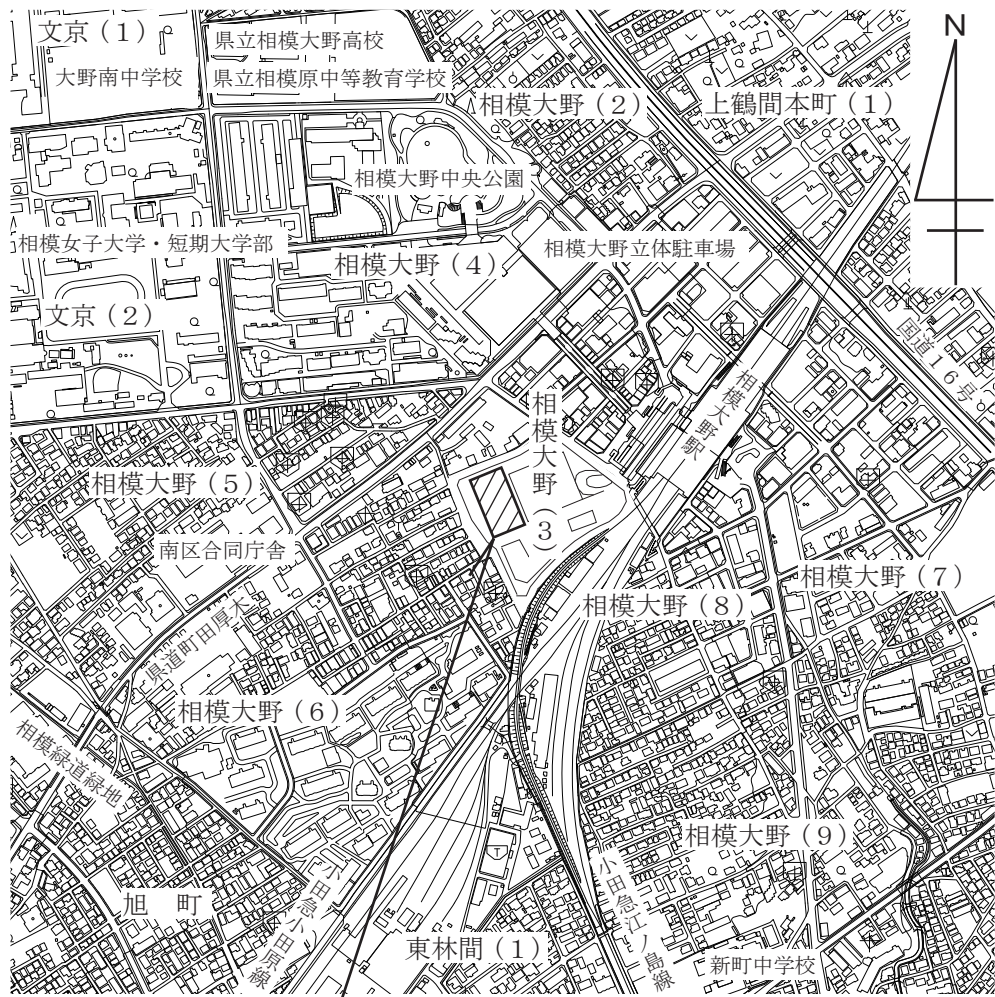 文京（1）
県立相模大野高校
大野南中学校
県立相模原中等教育学校
N
相模大野（2）
上鶴間本町（1）
相模大野中央公園
相模女子大学・短期大学部
相模大野立体駐車場
相模大野（4）
文京（2）
国道16号
相模大野駅
相模大野（3）
相模大野（5）
南区合同庁舎
相模大野（7）
相模大野（8）
県道町田厚木
相模大野（6）
相模緑道緑地
相模大野（9）
旭　町
小田急小田原線
小田急江ノ島線
東林間（1）
新町中学校